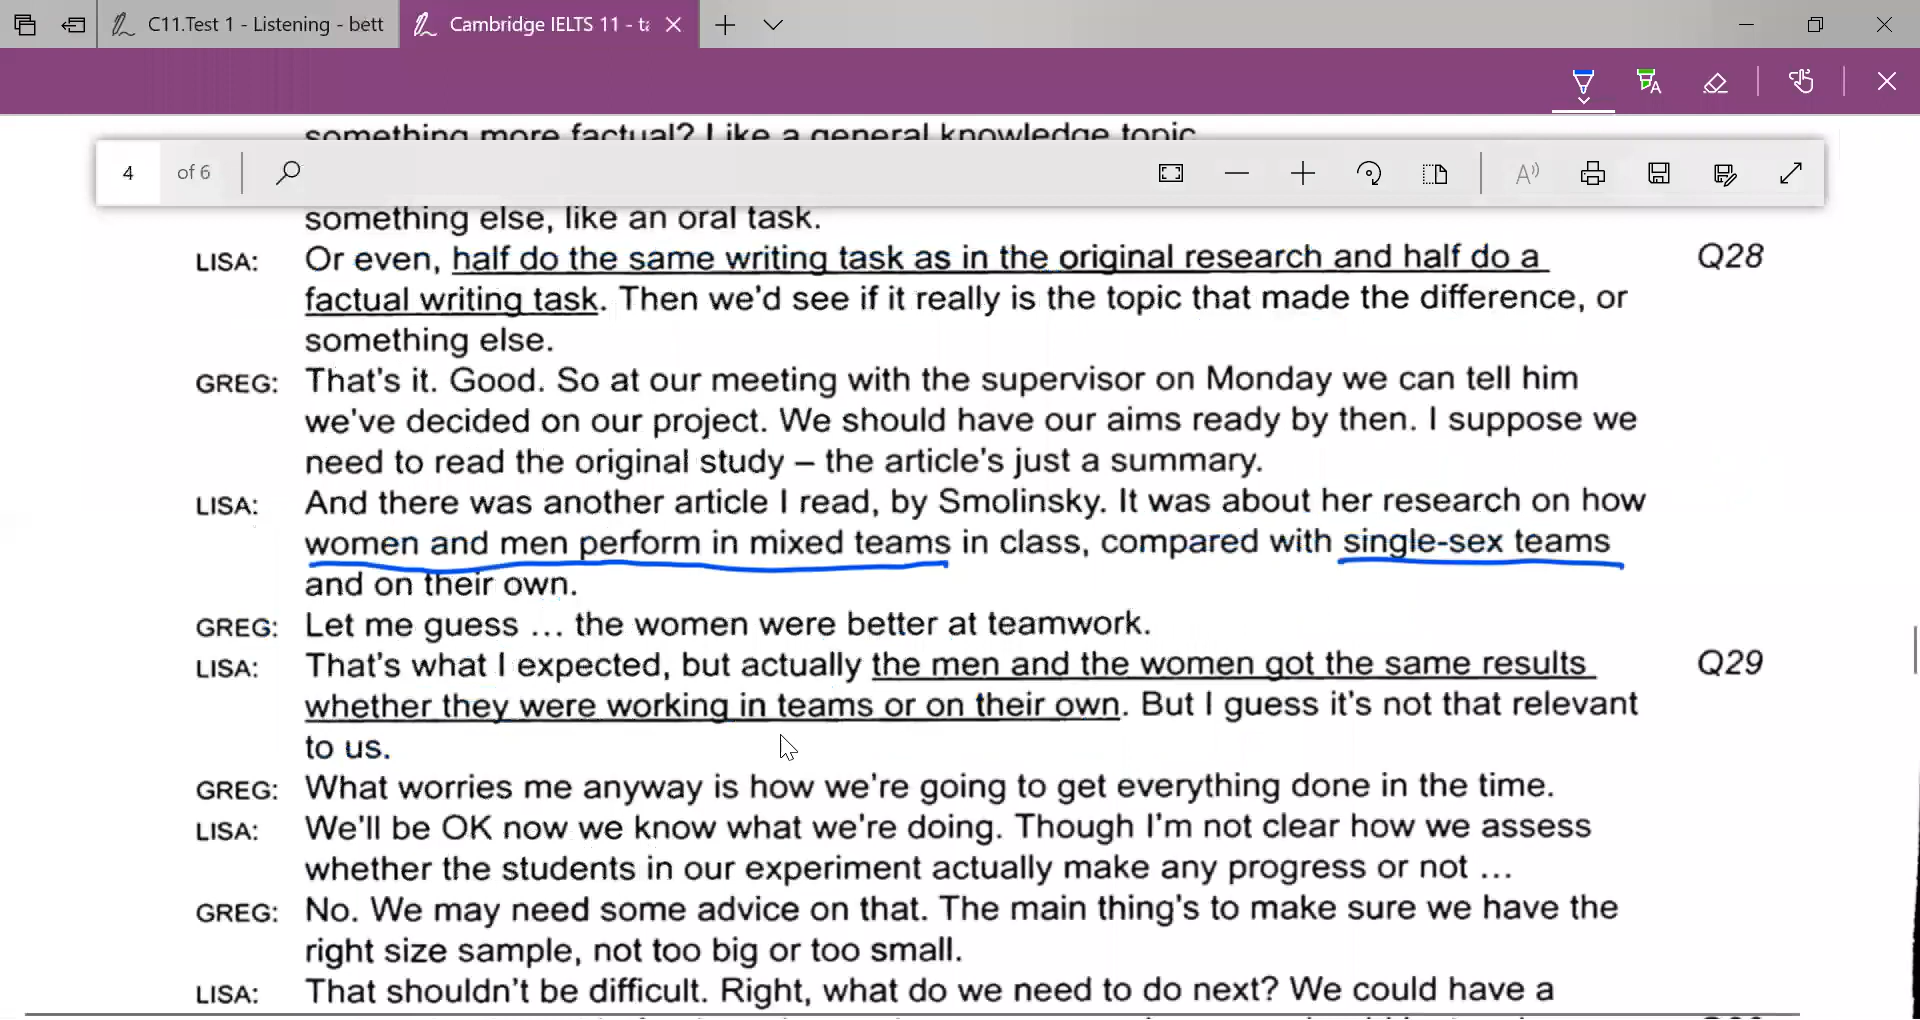 C11.Test 1 - Listening - bett
Cambridge IELTS 11 - ta
something more factual? Like a general knowledge topic
4 of 6
something else, like an oral task.
LISA: Or even, half do the same writing task as in the original research and half do a Q28
factual writing task. Then we'd see if it really is the topic that made the difference, or
something else.
GREG: That's it. Good. So at our meeting with the supervisor on Monday we can tell him
we've decided on our project. We should have our aims ready by then. I suppose we
need to read the original study – the article's just a summary.
LISA: And there was another article I read, by Smolinsky. It was about her research on how
women and men perform in mixed teams in class, compared with single-sex teams
and on their own.
GREG: Let me guess ... the women were better at teamwork.
LISA: That's what I expected, but actually the men and the women got the same results Q29
whether they were working in teams or on their own. But I guess it's not that relevant
to us.
GREG: What worries me anyway is how we're going to get everything done in the time.
LISA: We'll be OK now we know what we're doing. Though I'm not clear how we assess
whether the students in our experiment actually make any progress or not ...
GREG: No. We may need some advice on that. The main thing's to make sure we have the
right size sample, not too big or too small.
LISA: That shouldn't be difficult. Right, what do we need to do next? We could have a